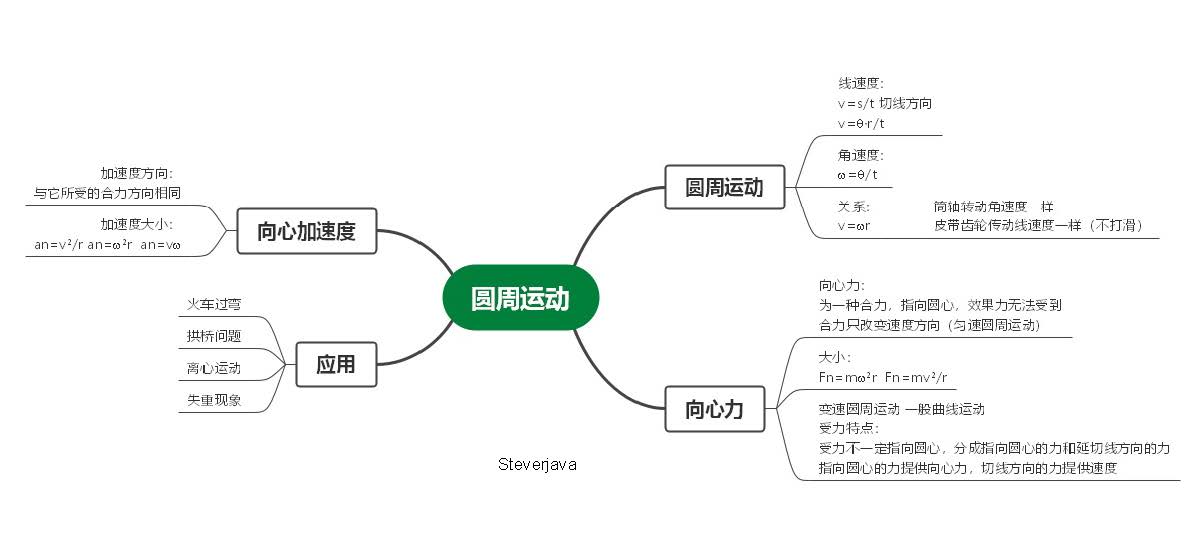 圆周运动
圆周运动
线速度：
v=s/t 切线方向
v=θ·r/t
角速度：
ω=θ/t
关系： 筒轴转动角速度 样
v=ωr 皮带齿轮传动线速度一样（不打滑）
向心力
向心力：
为一种合力，指向圆心，效果力无法受到
合力只改变速度方向（匀速圆周运动）
大小：
Fn=mω²r Fn=mv²/r
变速圆周运动 一般曲线运动
受力特点：
受力不一定指向圆心，分成指向圆心的力和延切线方向的力
指向圆心的力提供向心力，切线方向的力提供速度
向心加速度
加速度方向：
与它所受的合力方向相同
加速度大小：
an=v²/r an=ω²r an=vω
应用
火车过弯
拱桥问题
离心运动
失重现象
Steverjava